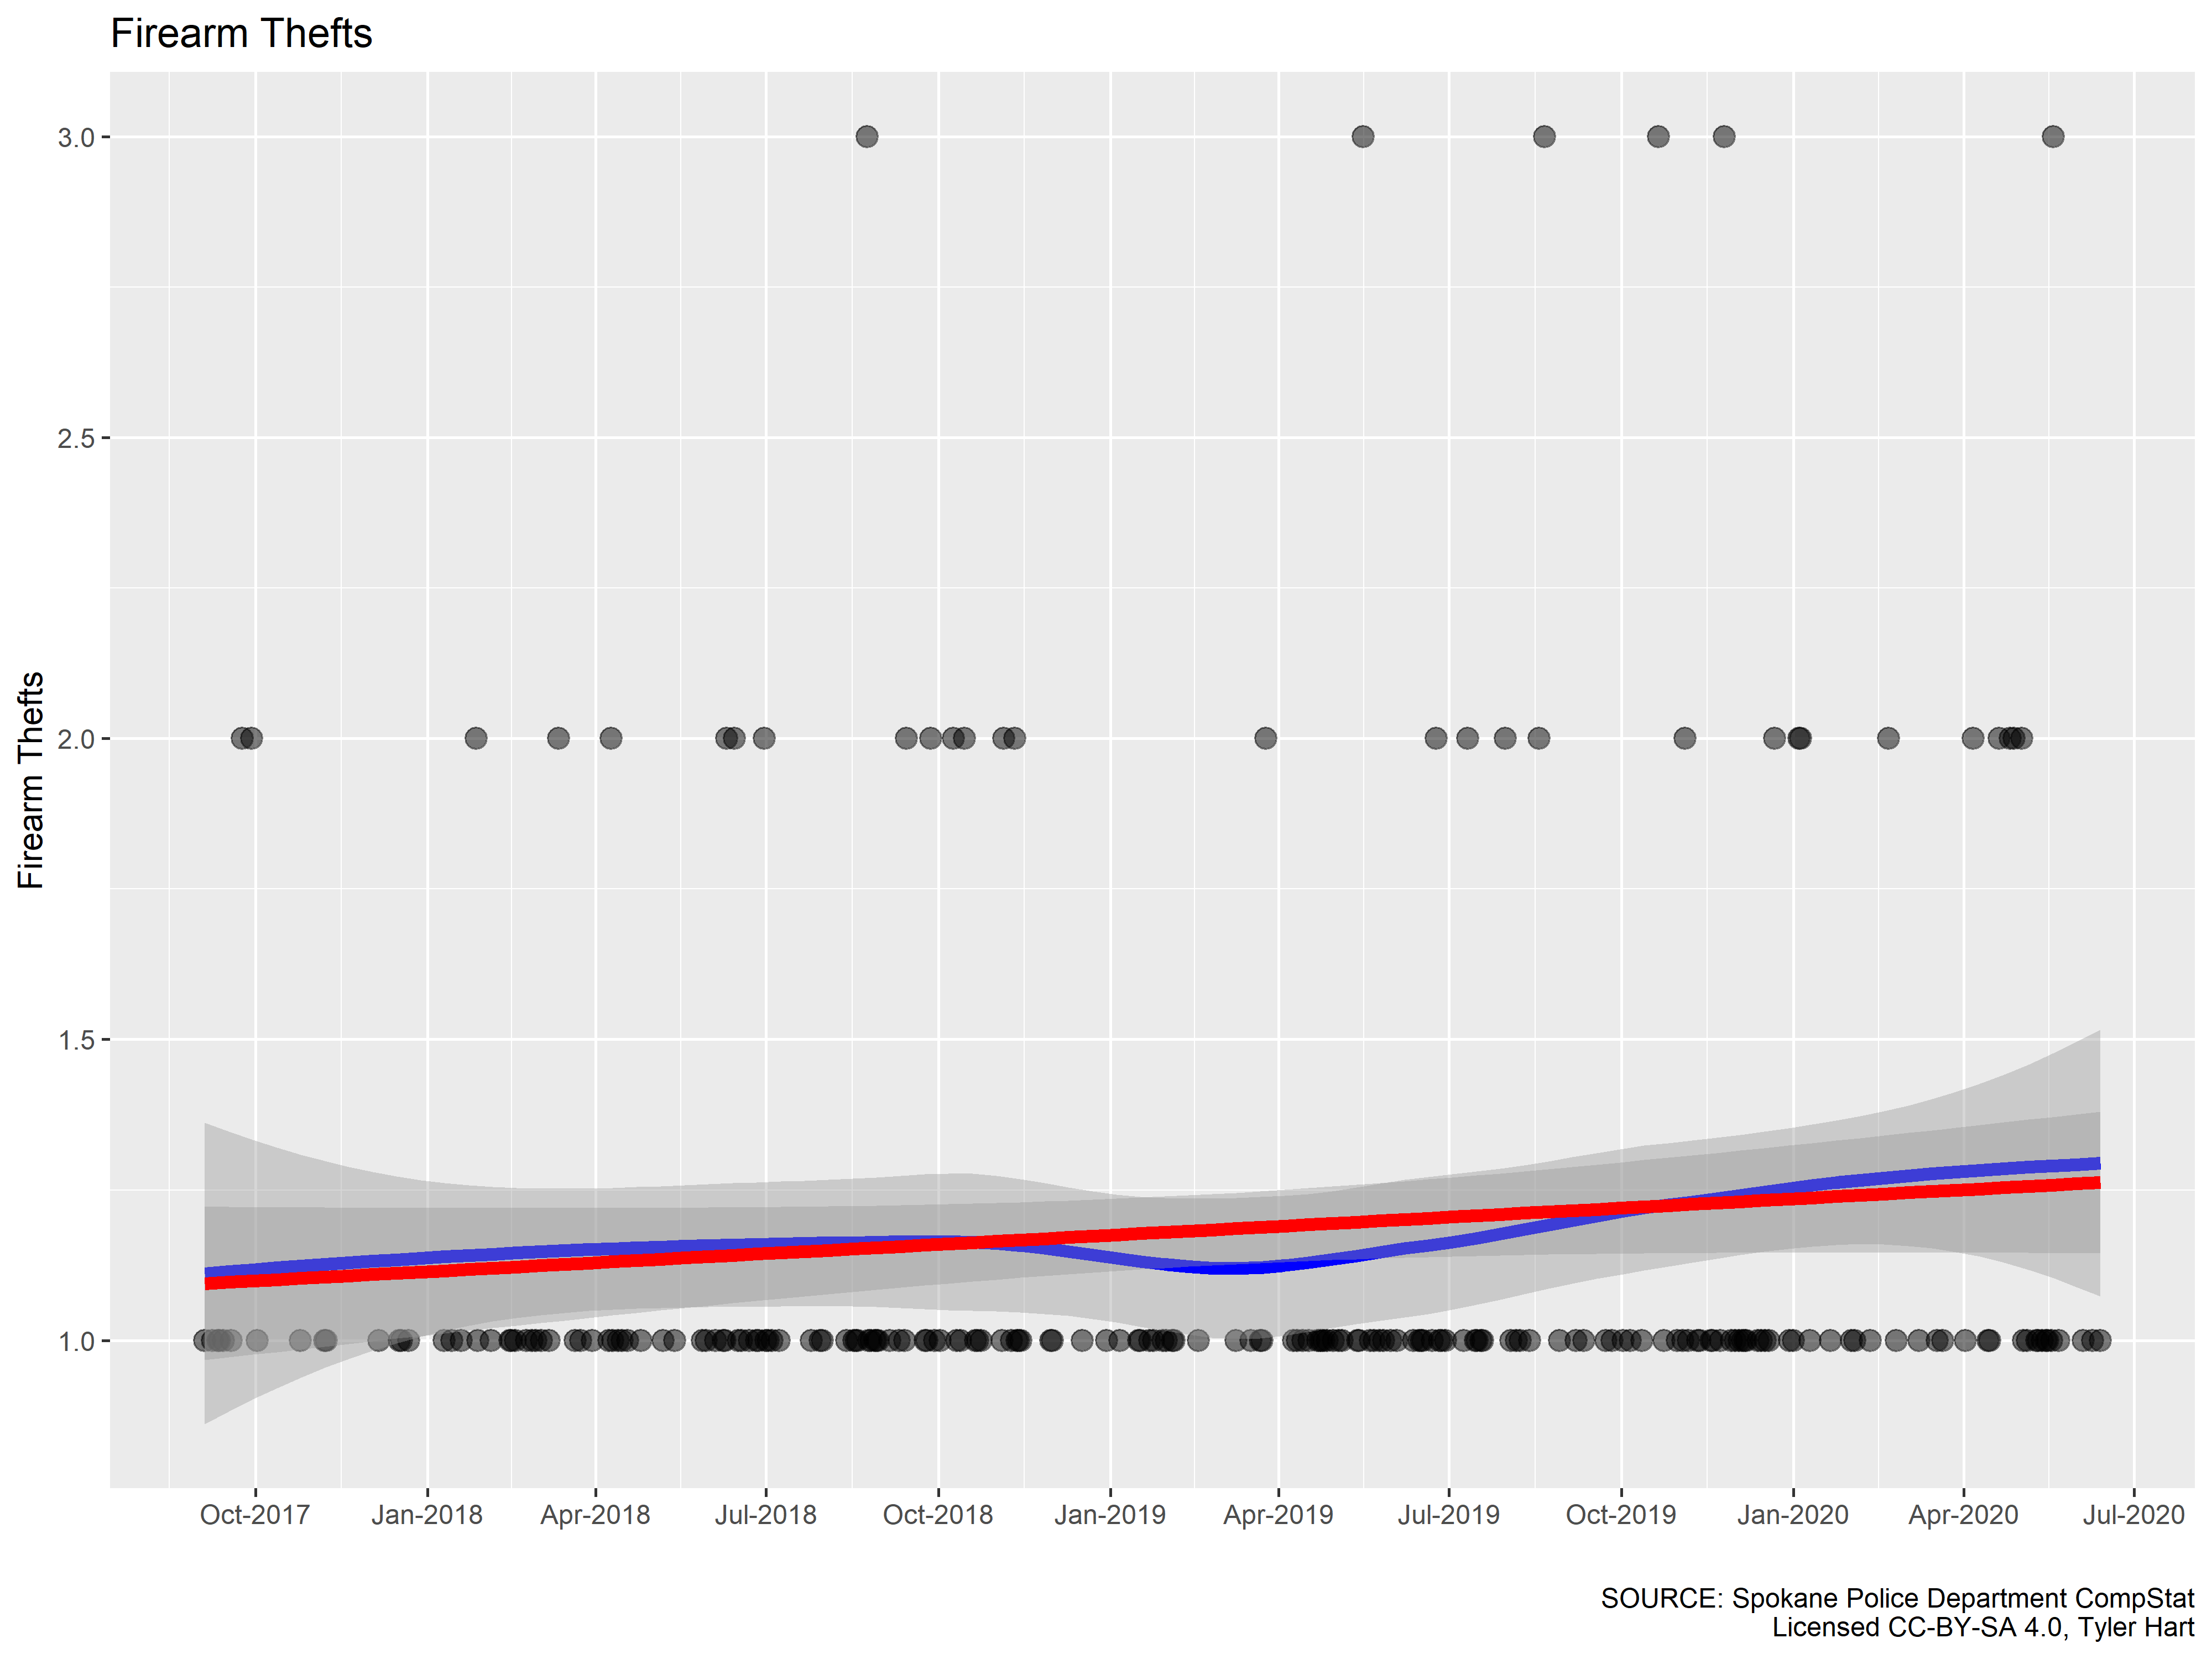 Firearm Thefts
3.0
2.5
2.0
1.5
1.0
Firearm Thefts
Oct-2017 Jan-2018 Apr-2018 Jul-2018 Oct-2018 Jan-2019 Apr-2019 Jul-2019 Oct-2019 Jan-2020 Apr-2020 Jul-2020
SOURCE: Spokane Police Department CompStat
Licensed CC-BY-SA 4.0, Tyler Hart